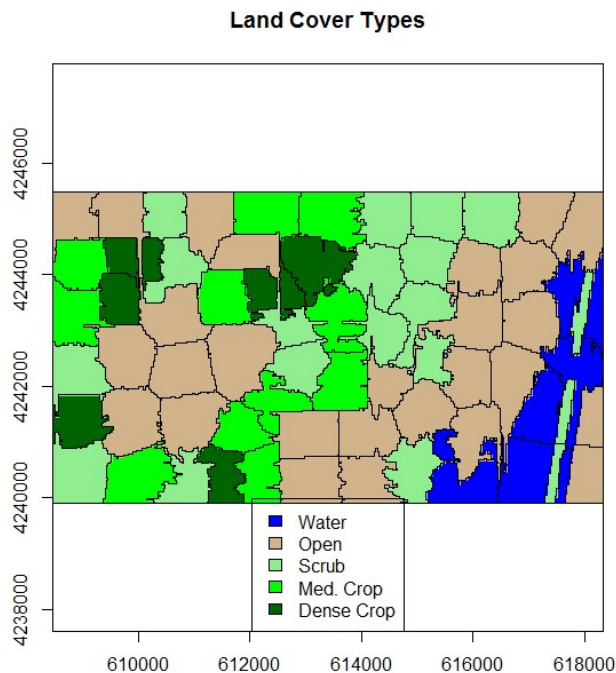 Land Cover Types
4246000
4244000
4242000
4240000
4238000
Water
Open
Scrub
Med. Crop
Dense Crop
610000 612000 614000 616000 618000